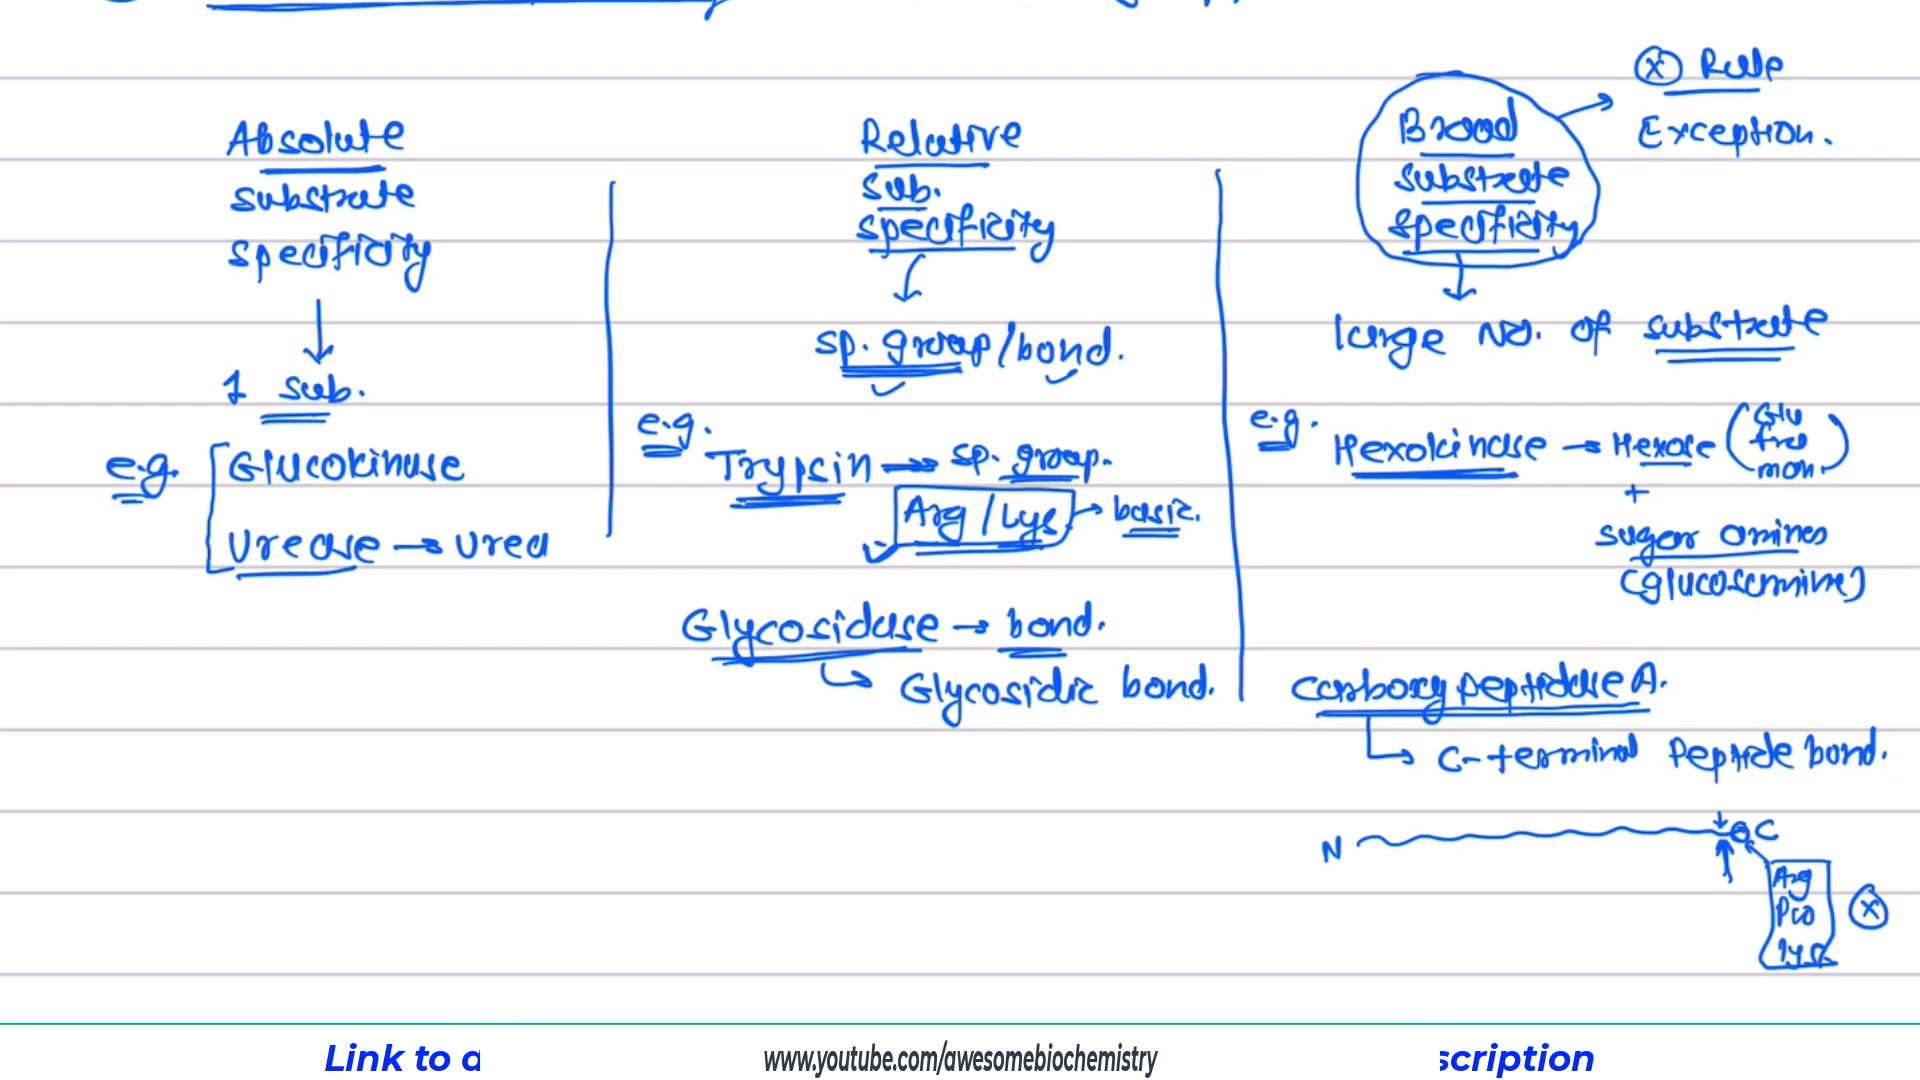 Absolute
substrate
specificity
1 sub.
e.g. Glucokinase
Urease → Urea
Relative
sub.
specificity
sp. group/bond.
e.g.
Trypsin → sp. group.
Arg/Lys → basic.
Glycosidase → bond.
Glycosidic bond.
Broad
substrate
specificity
ⓧ Rule
Exception.
large No. of substrate
e.g. Hexokinase → Hexose (Glu
fru
man.)
+
sugar amines
(glucosamine)
carboxypeptidase A.
C-terminal Peptide bond.
N
C
Arg
Pro
lys
ⓧ
Link to a
www.youtube.com/awesomebiochemistry
scription